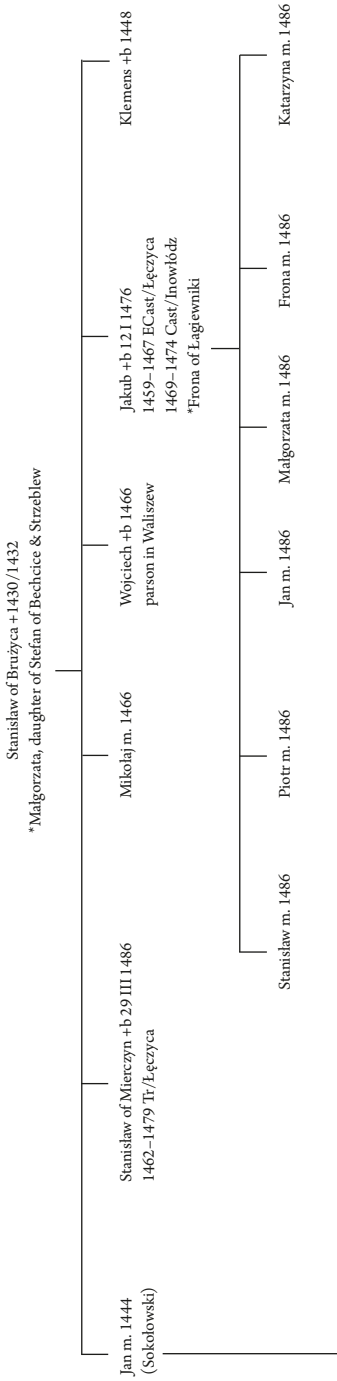 Stanisław of Brużyca +1430/1432
*Małgorzata, daughter of Stefan of Bechcice & Strzeblew
Jan m. 1444
(Sokołowski)
Stanisław of Mierczyn +b 29 III 1486
1462–1479 Tr/Łęczyca
Mikołaj m. 1466
Wojciech +b 1466
parson in Waliszew
Jakub +b 12 I 1476
1459–1467 ECast/Łęczyca
1469–1474 Cast/Inowłódz
*Frona of Łagiewniki
Klemens +b 1448
Stanisław m. 1486
Piotr m. 1486
Jan m. 1486
Małgorzata m. 1486
Frona m. 1486
Katarzyna m. 1486